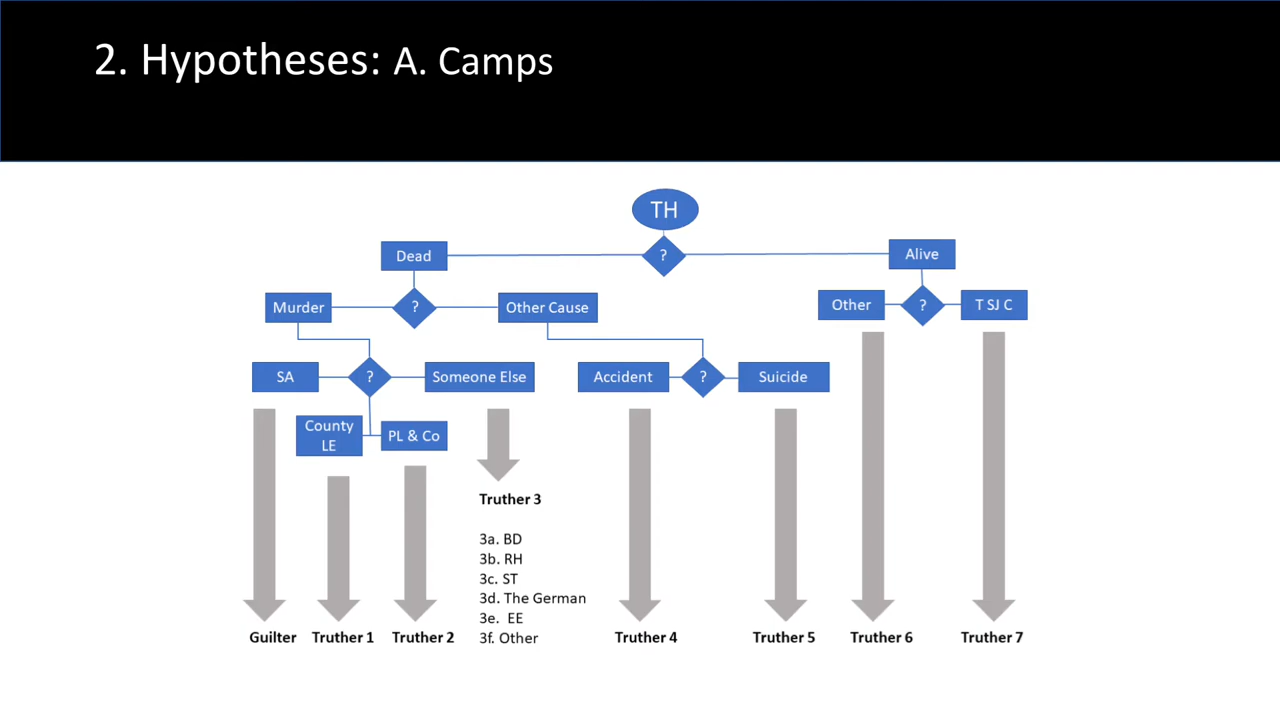 2. Hypotheses: A. Camps
TH
?
Dead
Alive
?
Murder
Other Cause
?
Other
T SJ C
SA
?
Someone Else
Accident
?
Suicide
County
LE
PL & Co
Truther 3
3a. BD
3b. RH
3c. ST
3d. The German
3e. EE
3f. Other
Guilter
Truther 1
Truther 2
Truther 4
Truther 5
Truther 6
Truther 7
?